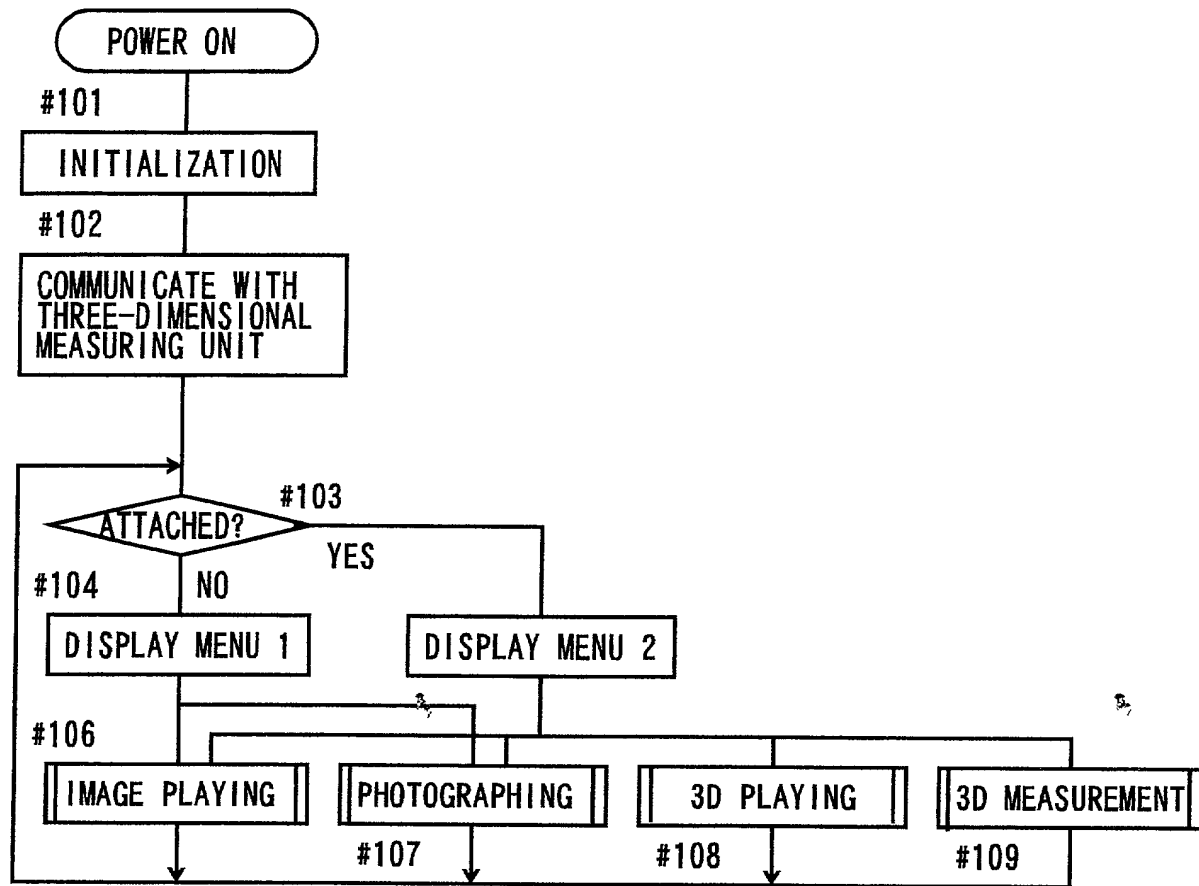 POWER ON
#101
INITIALIZATION
#102
COMMUNICATE WITH
THREE-DIMENSIONAL
MEASURING UNIT
#103
ATTACHED?
YES
#104
NO
DISPLAY MENU 1
DISPLAY MENU 2
#106
IMAGE PLAYING
PHOTOGRAPHING
3D PLAYING
3D MEASUREMENT
#107
#108
#109